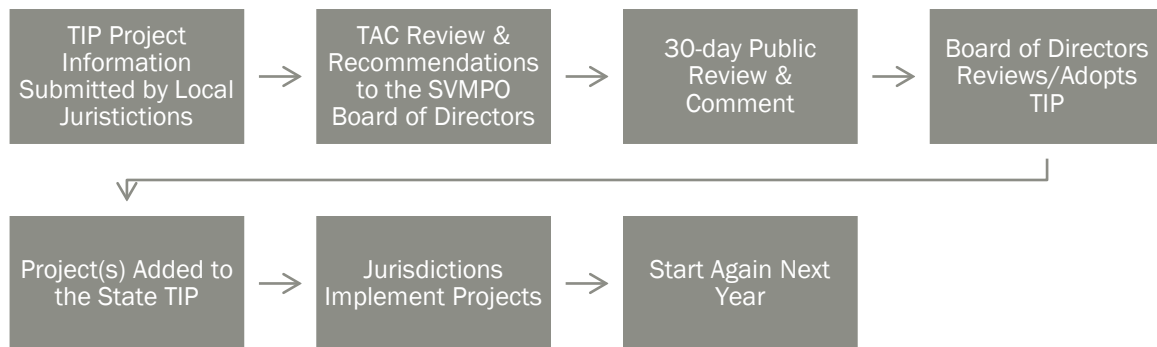 TIP Project
Information
Submitted by Local
Juristictions
TAC Review &
Recommendations
to the SVMPO
Board of Directors
30-day Public
Review &
Comment
Board of Directors
Reviews/Adopts
TIP
Project(s) Added to
the State TIP
Jurisdictions
Implement Projects
Start Again Next
Year